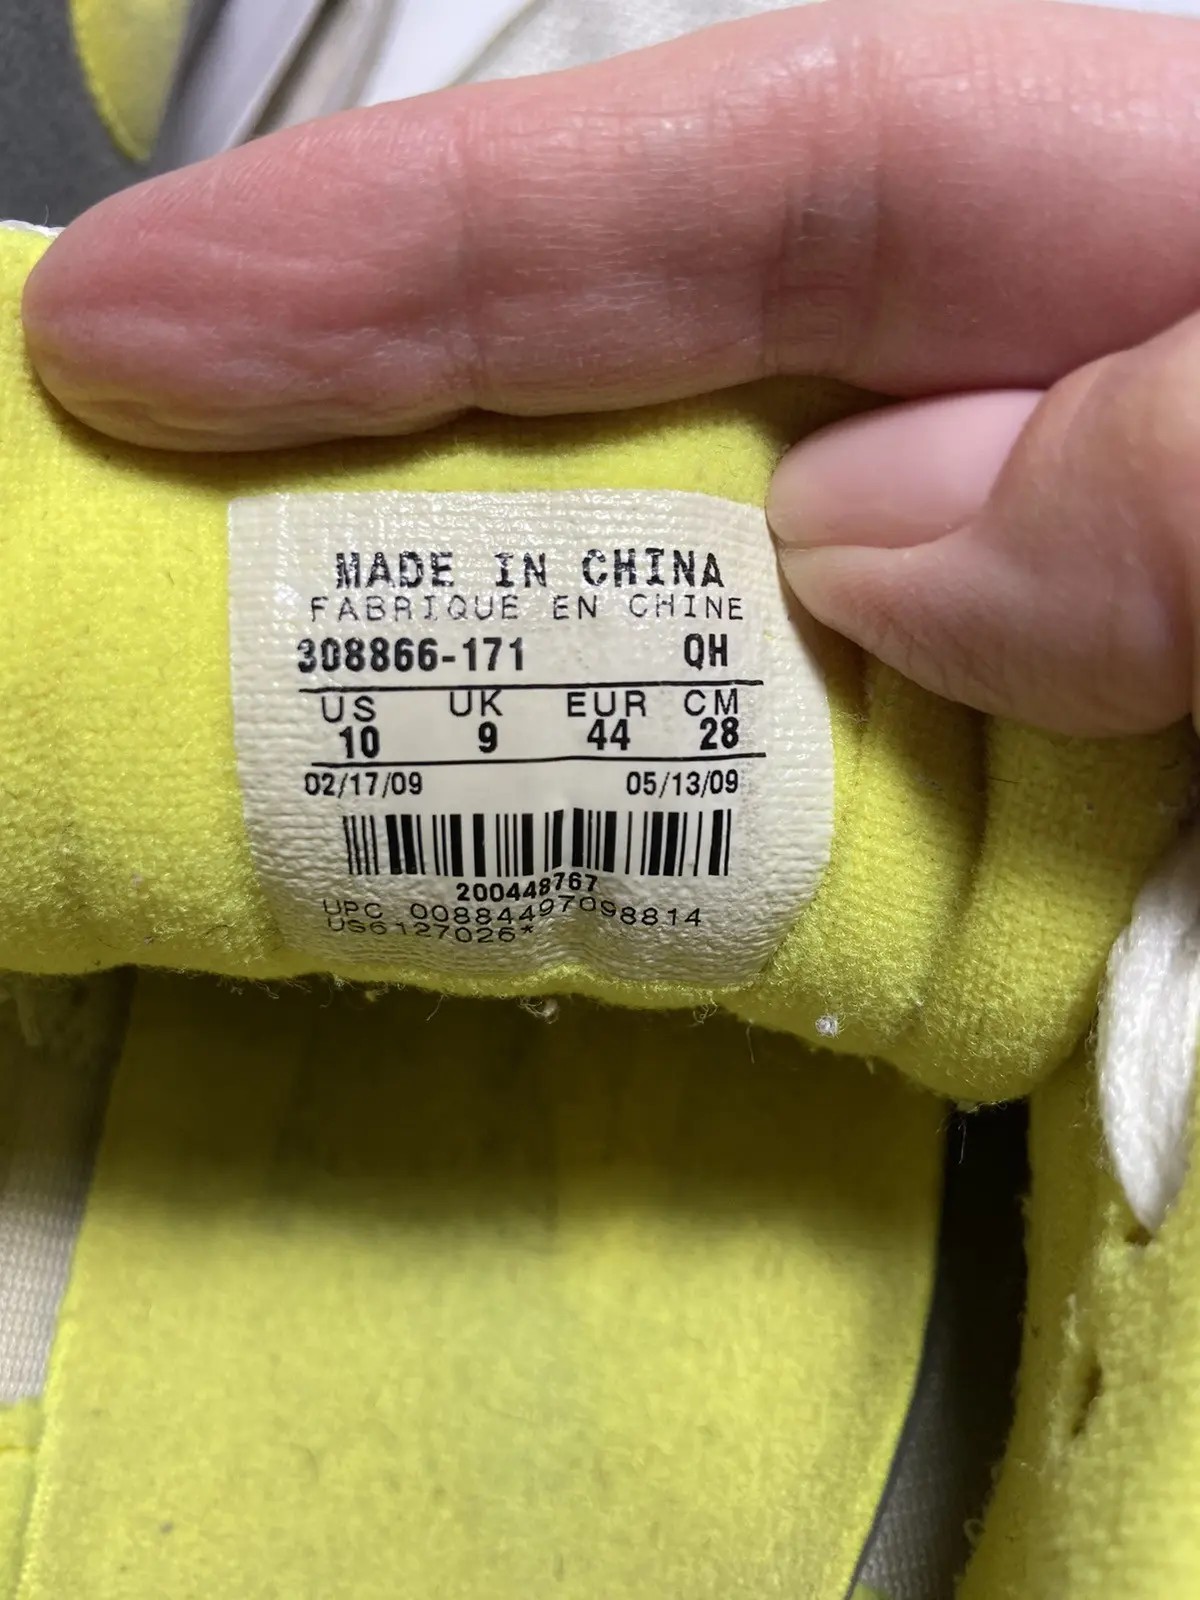 MADE IN CHINA
FABRIQUE EN CHINE
308866-171 QH
US UK EUR CM
10 9 44 28
02/17/09 05/13/09
200448767
UPC 00884497098814
US6127026*